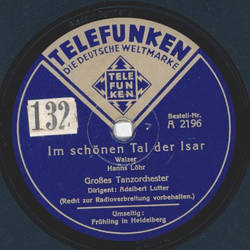 TELEFUNKEN
DIE DEUTSCHE WELTMARKE
TELE
FUN
KEN
132
Bestell-Nr.
A 2196
Im schönen Tal der Isar
Walzer
Hanns Löhr
Großes Tanzorchester
Dirigent: Adalbert Lutter
(Recht zur Radioverbreitung vorbehalten.)
Umseitig:
Frühling in Heidelberg